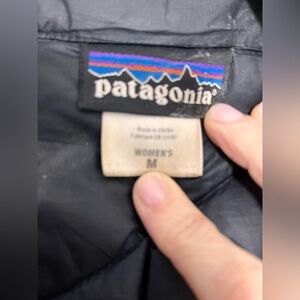 patagonia®
Made in China
Fabriqué en Chine
WOMEN'S
M